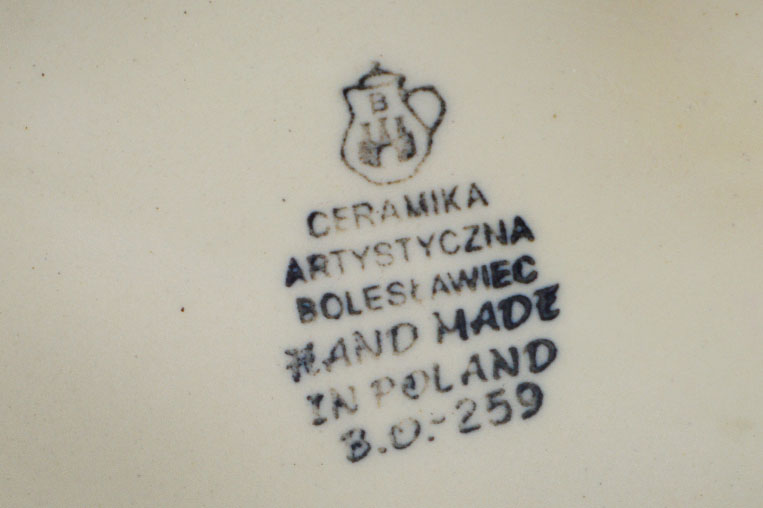 B
CERAMIKA
ARTYSTYCZNA
BOLESŁAWIEC
HAND MADE
IN POLAND
B.O.-259